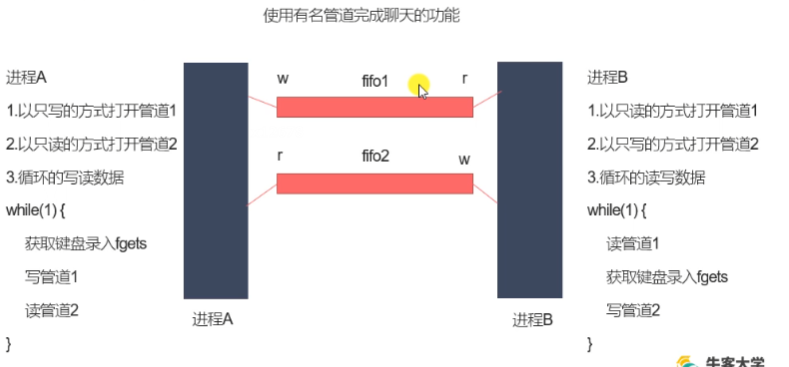 使用有名管道完成聊天的功能
进程A
1.以只写的方式打开管道1
2.以只读的方式打开管道2
3.循环的写读数据
while(1) {
获取键盘录入fgets
写管道1
读管道2
}
w fifo1 r
r fifo2 w
进程A
进程B
进程B
1.以只读的方式打开管道1
2.以只写的方式打开管道2
3.循环的读写数据
while(1) {
读管道1
获取键盘录入fgets
写管道2
}
牛客大学